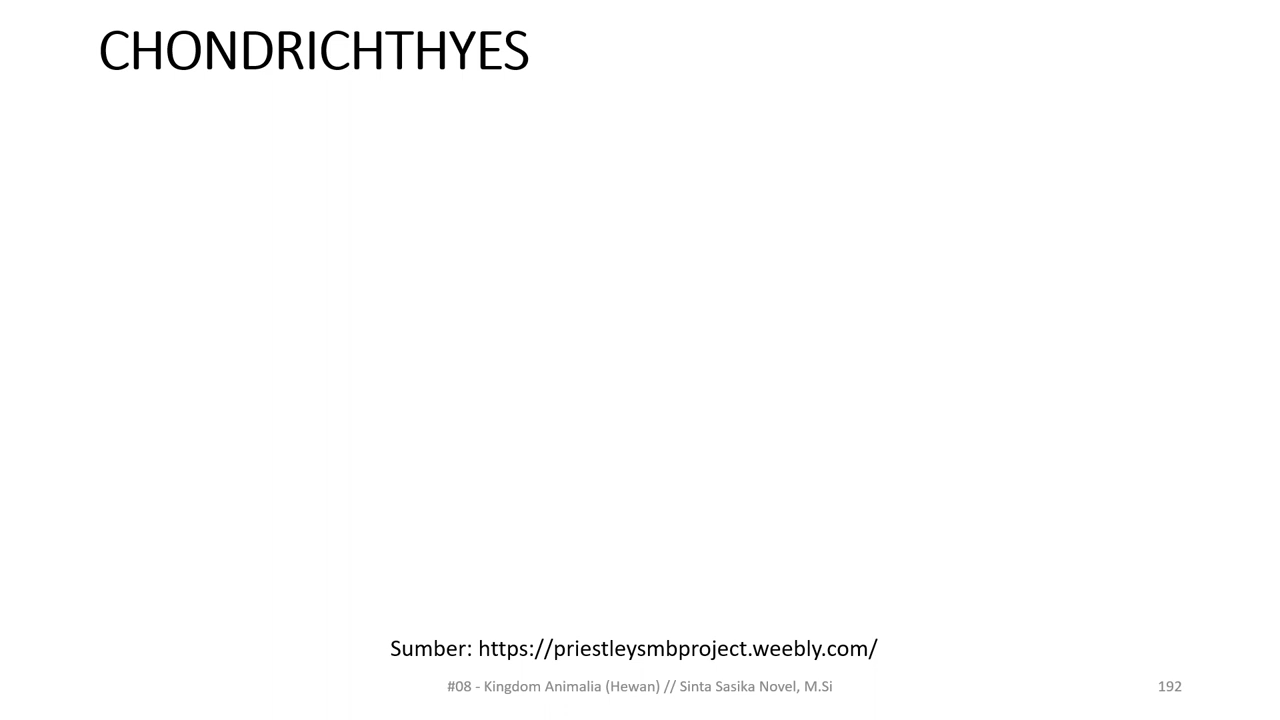 CHONDRICHTHYES
Sumber: https://priestleysmbproject.weebly.com/
#08 - Kingdom Animalia (Hewan) // Sinta Sasika Novel, M.Si
192